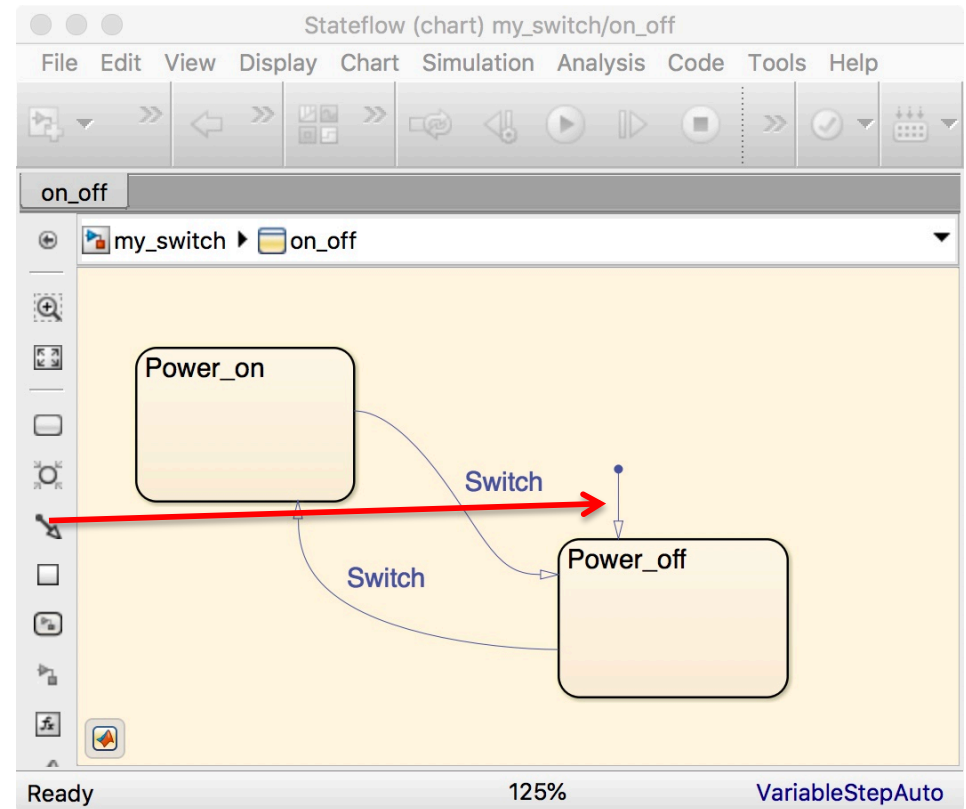 Stateflow (chart) my_switch/on_off
File Edit View Display Chart Simulation Analysis Code Tools Help
on_off
my_switch on_off
Power_on
Switch
Power_off
Switch
fx
Ready 125% VariableStepAuto